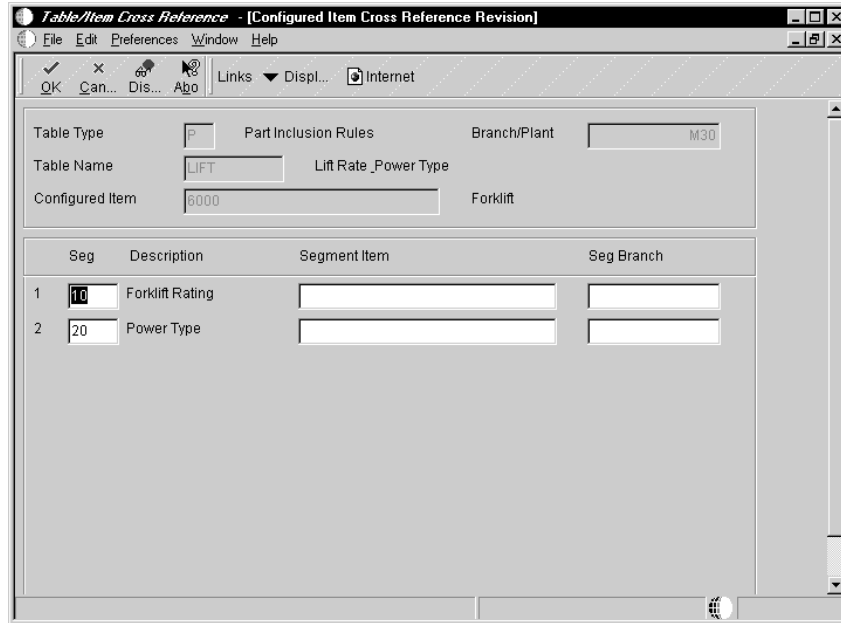 Table/Item Cross Reference - [Configured Item Cross Reference Revision]
File Edit Preferences Window Help
OK Can... Dis... Abo Links Displ... Internet
Table Type P Part Inclusion Rules Branch/Plant M30
Table Name LIFT Lift Rate _Power Type
Configured Item 6000 Forklift
Seg Description Segment Item Seg Branch
1 10 Forklift Rating
2 20 Power Type